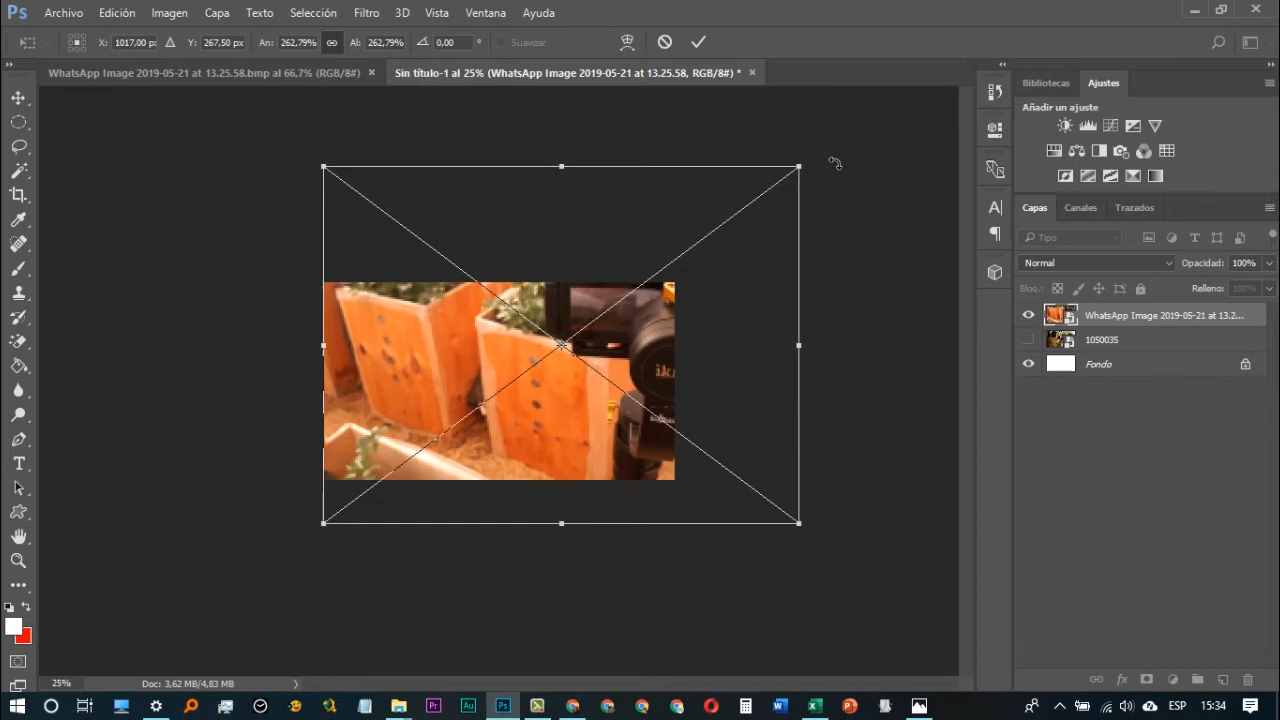 Ps Archivo Edición Imagen Capa Texto Selección Filtro 3D Vista Ventana Ayuda
X: 1017,00 px Y: 267,50 px An: 262,79% Al: 262,79% 0,00 ° Suavizar
WhatsApp Image 2019-05-21 at 13.25.58.bmp al 66,7% (RGB/8#) × Sin título-1 al 25% (WhatsApp Image 2019-05-21 at 13.25.58, RGB/8#) * ×
Bibliotecas Ajustes
Añadir un ajuste
Capas Canales Trazados
Tipo
Normal Opacidad: 100%
Bloq.: Relleno: 100%
WhatsApp Image 2019-05-21 at 13.2...
1050035
Fondo
ika
25% Doc: 3,62 MB/4,83 MB
Pr Au Ps ESP 15:34